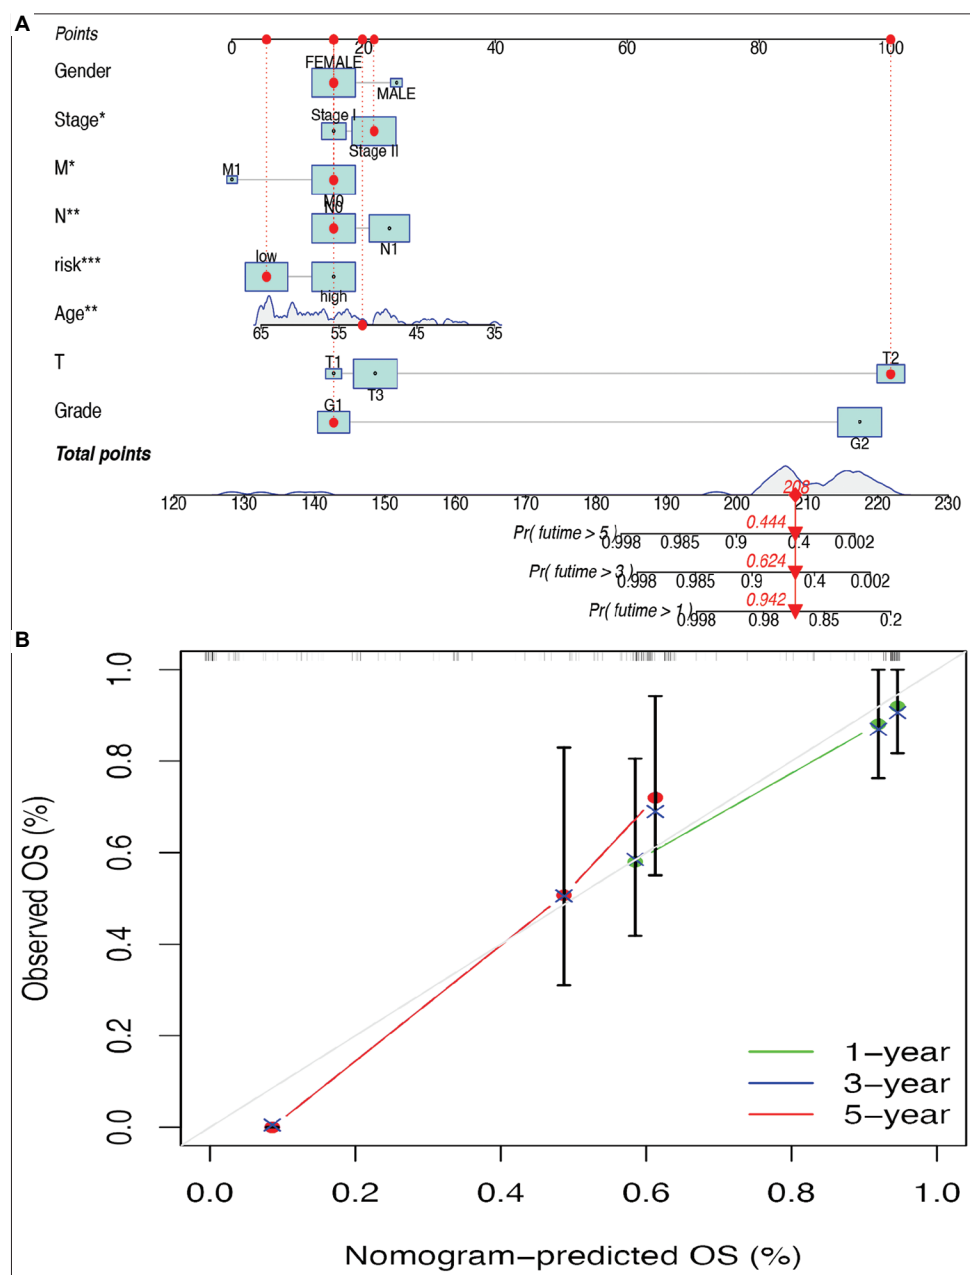 A
Points
0 20 40 60 80 100
Gender
FEMALE
MALE
Stage*
Stage I
Stage II
M*
M1
M0
N**
N0
N1
risk***
low
high
Age**
65 55 45 35
T
T1
T3
T2
Grade
G1
G2
Total points
208
120 130 140 150 160 170 180 190 200 210 220 230
0.444
Pr( futime > 5 )
0.998 0.985 0.9 0.4 0.002
0.624
Pr( futime > 3 )
0.998 0.985 0.9 0.4 0.002
0.942
Pr( futime > 1 )
0.998 0.98 0.85 0.2
B
Observed OS (%)
1.0
0.8
0.6
0.4
0.2
0.0
1-year
3-year
5-year
0.0 0.2 0.4 0.6 0.8 1.0
Nomogram-predicted OS (%)